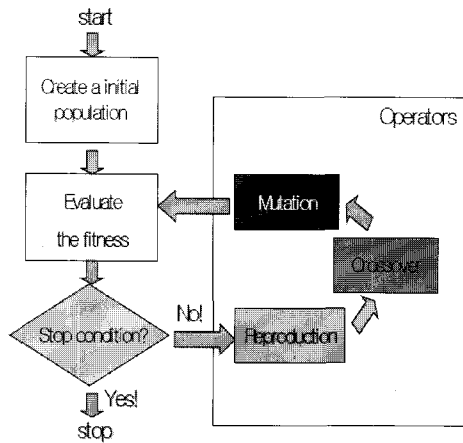 start
Create a initial
population
Operators
Mutation
Evaluate
the fitness
Crossover
No!
Stop condition?
Reproduction
Yes!
stop